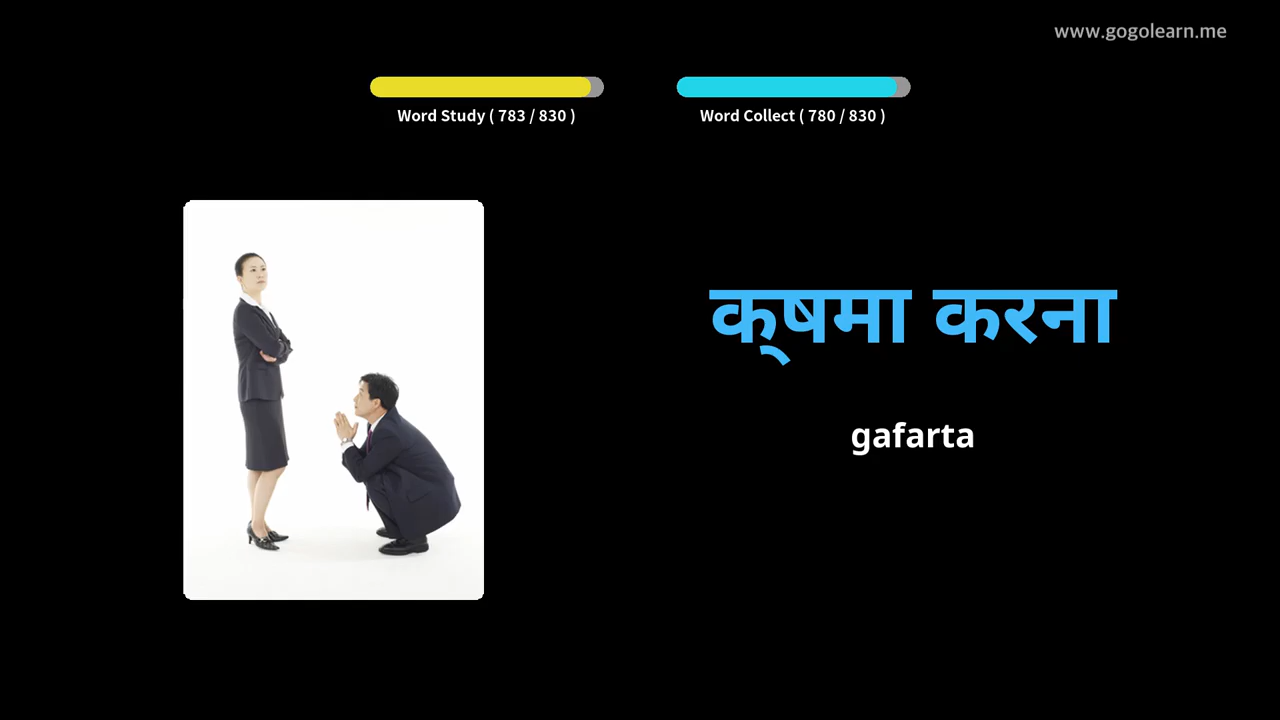 www.gogolearn.me
Word Study ( 783 / 830 )
Word Collect ( 780 / 830 )
क्‌षमा करना
gafarta